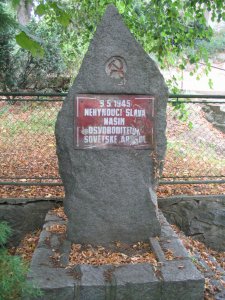 9.5.1945
NEHYNOUCÍ SLÁVA
NAŠIM
OSVOBODITELŮM
SOVĚTSKÉ ARMÁDĚ